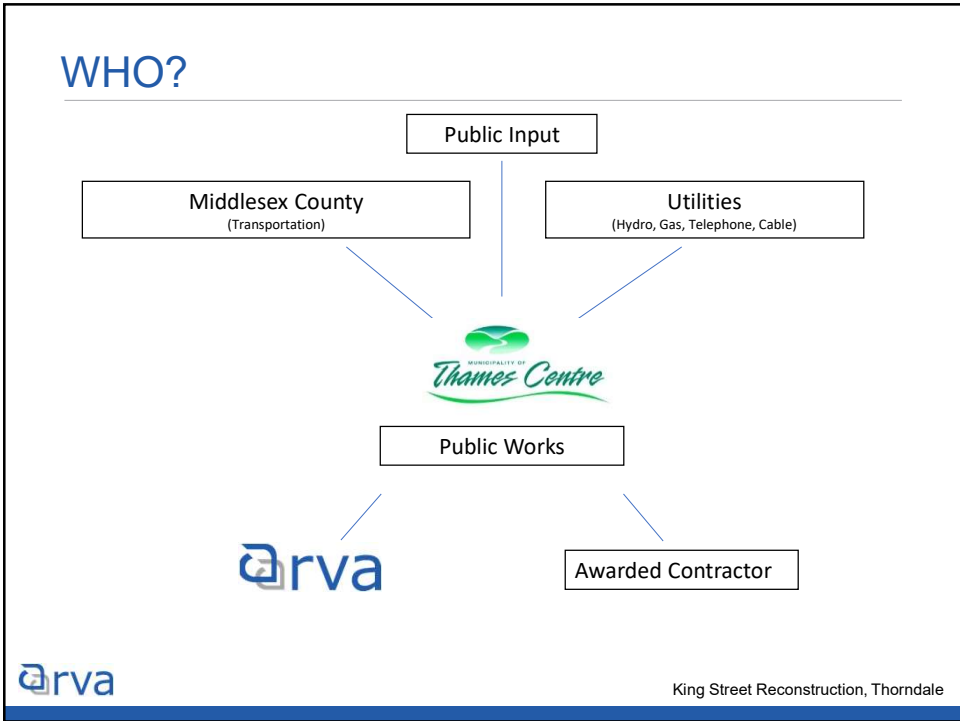 WHO?
Public Input
Middlesex County
(Transportation)
Utilities
(Hydro, Gas, Telephone, Cable)
MUNICIPALITY OF
Thames Centre
Public Works
arva
Awarded Contractor
arva
King Street Reconstruction, Thorndale